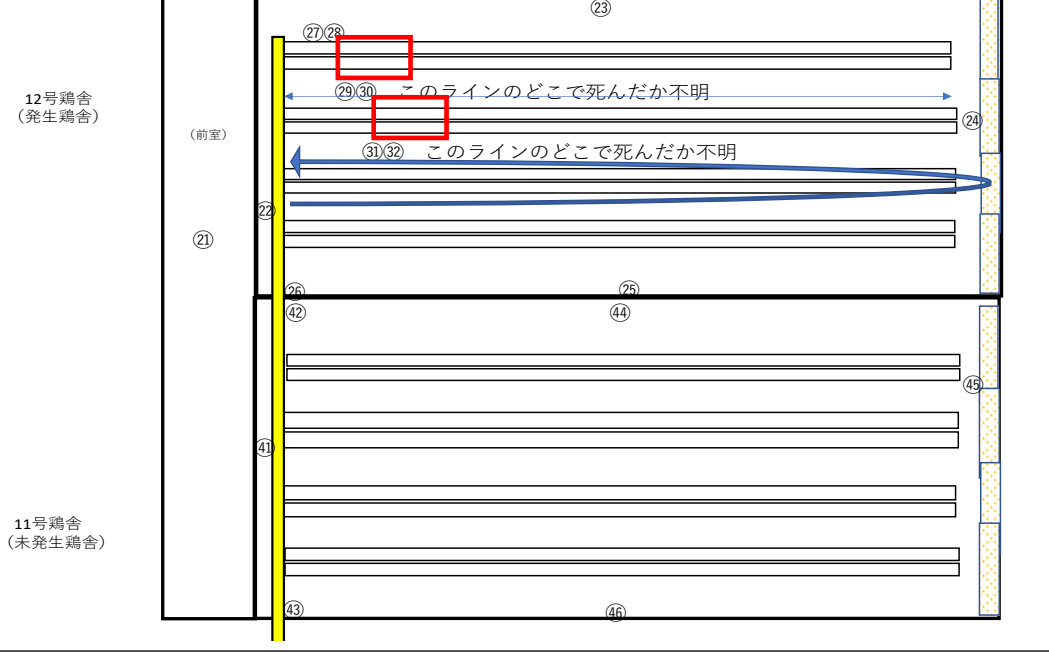 ㉓
㉗㉘
12号鶏舎
（発生鶏舎）
㉙㉚ このラインのどこで死んだか不明
（前室）
㉔
㉛㉜ このラインのどこで死んだか不明
㉒
㉑
㉖
㉕
㊷
㊹
㊺
㊶
11号鶏舎
（未発生鶏舎）
㊸
㊻